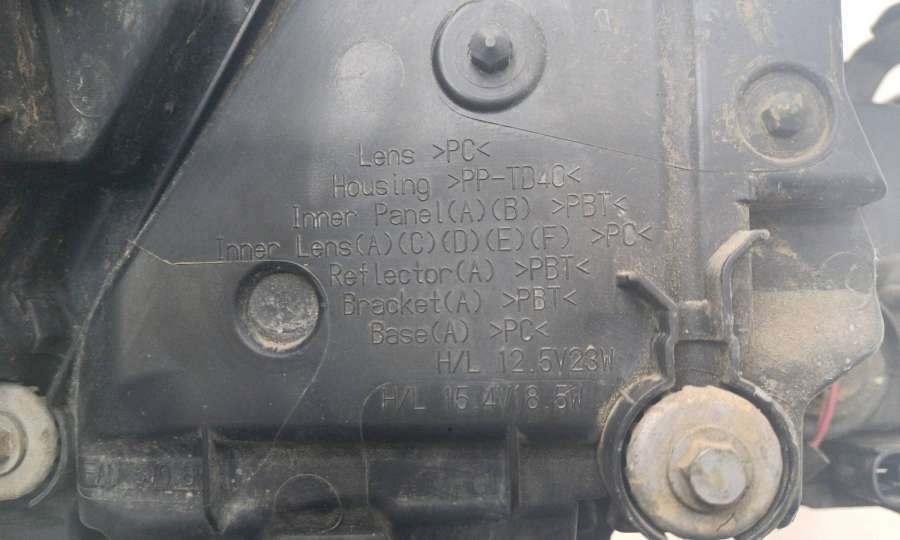 Lens >PC<
Housing >PP-TD40<
Inner Panel(A)(B) >PBT<
Inner Lens(A)(C)(D)(E)(F) >PC<
Reflector(A) >PBT<
Bracket(A) >PBT<
Base(A) >PC<
H/L 12.5V23W
H/L 15.4V18.5W